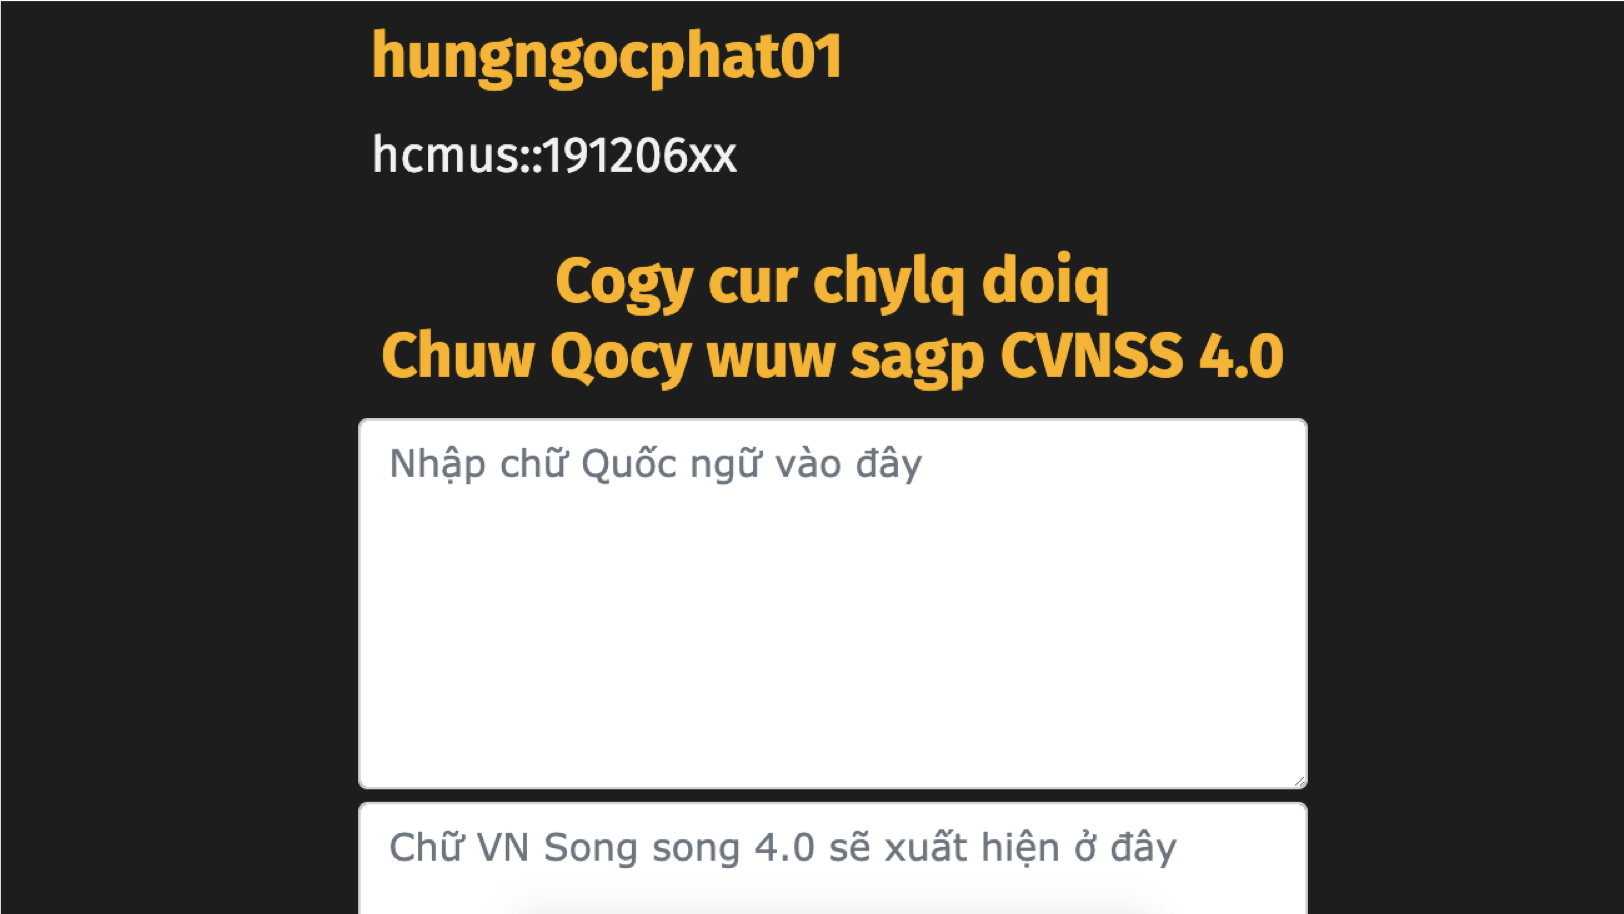 hungngocphat01
hcmus::191206xx
Cogy cur chylq doiq
Chuw Qocy wuw sagp CVNSS 4.0
Nhập chữ Quốc ngữ vào đây
Chữ VN Song song 4.0 sẽ xuất hiện ở đây